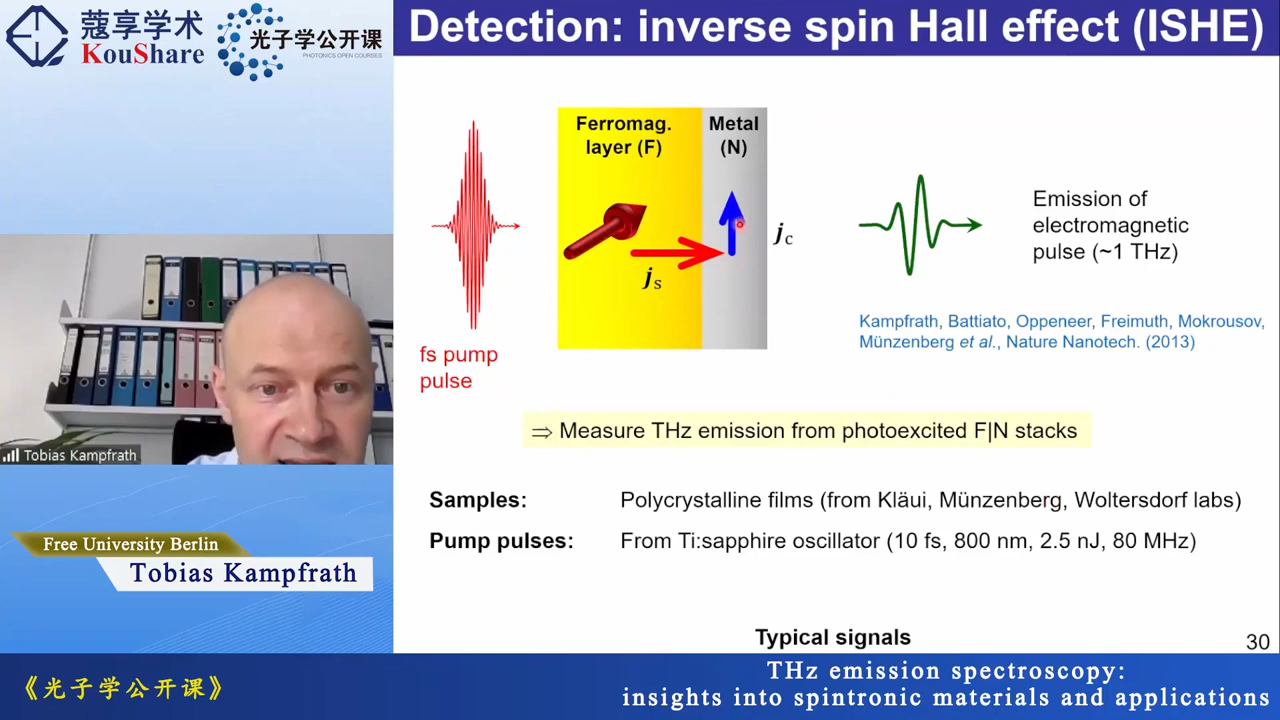 蔻享学术
KouShare
光子学公开课
PHOTONICS OPEN COURSES
Detection: inverse spin Hall effect (ISHE)
Ferromag.
layer (F)
Metal
(N)
js
jc
fs pump
pulse
Emission of
electromagnetic
pulse (~1 THz)
Kampfrath, Battiato, Oppeneer, Freimuth, Mokrousov,
Münzenberg et al., Nature Nanotech. (2013)
⇒ Measure THz emission from photoexcited F|N stacks
Samples: Polycrystalline films (from Kläui, Münzenberg, Woltersdorf labs)
Pump pulses: From Ti:sapphire oscillator (10 fs, 800 nm, 2.5 nJ, 80 MHz)
Typical signals
30
Tobias Kampfrath
Free University Berlin
Tobias Kampfrath
《光子学公开课》
THz emission spectroscopy:
insights into spintronic materials and applications